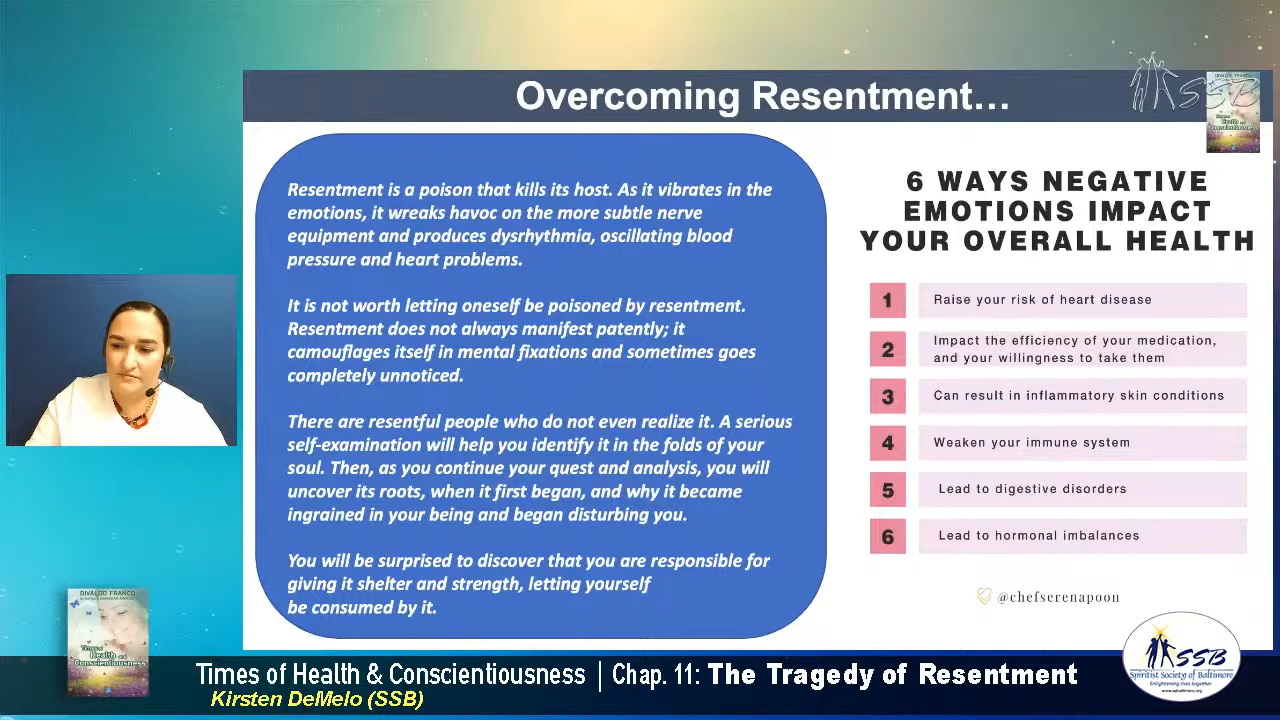 Overcoming Resentment...
SSB
Resentment is a poison that kills its host. As it vibrates in the
emotions, it wreaks havoc on the more subtle nerve
equipment and produces dysrhythmia, oscillating blood
pressure and heart problems.
It is not worth letting oneself be poisoned by resentment.
Resentment does not always manifest patently; it
camouflages itself in mental fixations and sometimes goes
completely unnoticed.
There are resentful people who do not even realize it. A serious
self-examination will help you identify it in the folds of your
soul. Then, as you continue your quest and analysis, you will
uncover its roots, when it first began, and why it became
ingrained in your being and began disturbing you.
You will be surprised to discover that you are responsible for
giving it shelter and strength, letting yourself
be consumed by it.
6 WAYS NEGATIVE
EMOTIONS IMPACT
YOUR OVERALL HEALTH
1 Raise your risk of heart disease
2 Impact the efficiency of your medication,
and your willingness to take them
3 Can result in inflammatory skin conditions
4 Weaken your immune system
5 Lead to digestive disorders
6 Lead to hormonal imbalances
@chefserenapoon
DIVALDO FRANCO
Times of
Health and
Conscientiousness
Times of Health & Conscientiousness | Chap. 11: The Tragedy of Resentment
Kirsten DeMelo (SSB)
SSB
Spiritist Society of Baltimore
Enlightening lives together
www.ssbaltimore.org